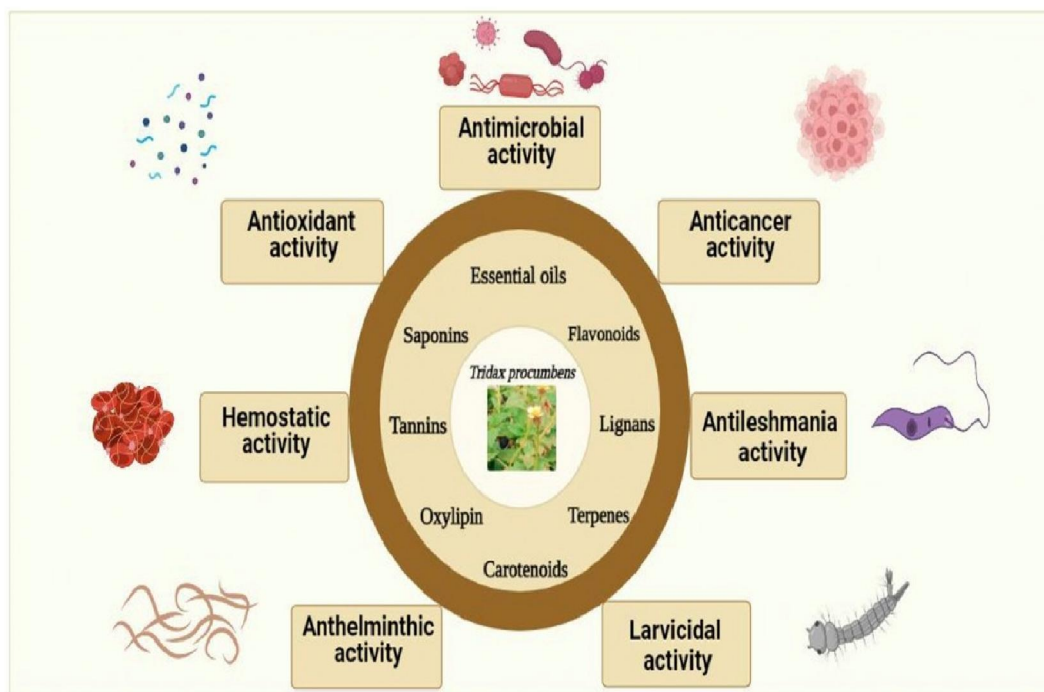 Antimicrobial
activity
Antioxidant
activity
Anticancer
activity
Essential oils
Saponins
Flavonoids
Tridax procumbens
Hemostatic
activity
Tannins
Lignans
Antileshmania
activity
Oxylipin
Terpenes
Carotenoids
Anthelminthic
activity
Larvicidal
activity